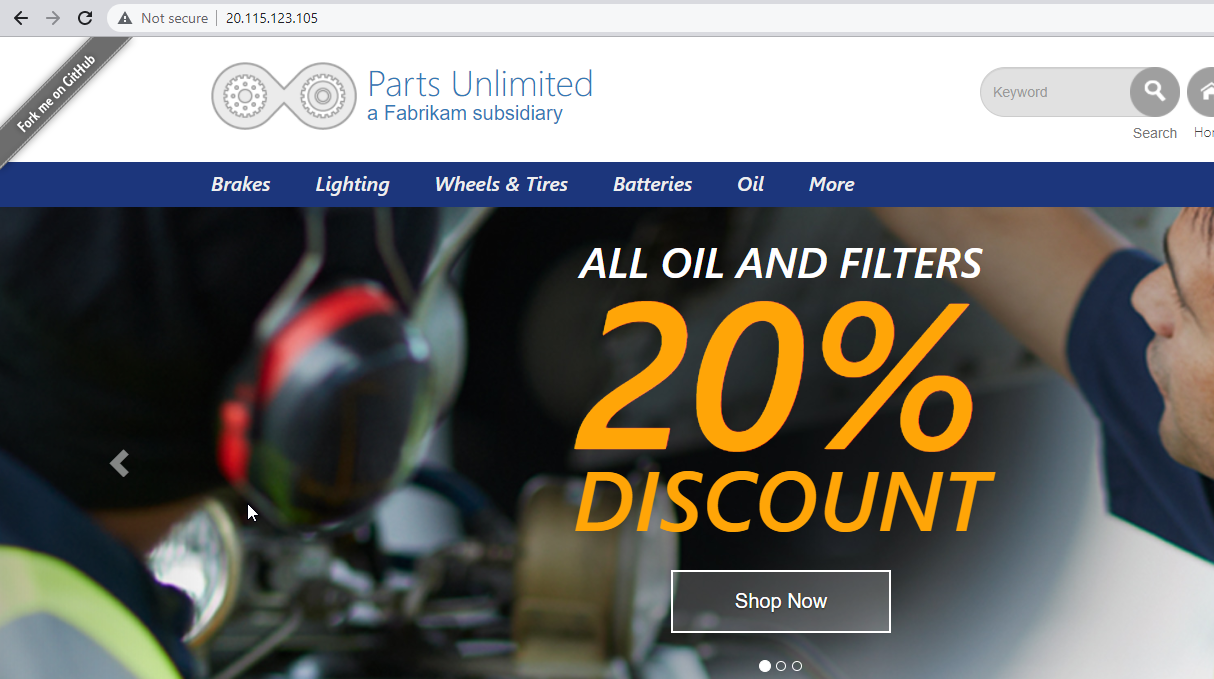 Not secure
20.115.123.105
Fork me on GitHub
Parts Unlimited
a Fabrikam subsidiary
Keyword
Search
Hor
Brakes
Lighting
Wheels & Tires
Batteries
Oil
More
ALL OIL AND FILTERS
20%
DISCOUNT
Shop Now